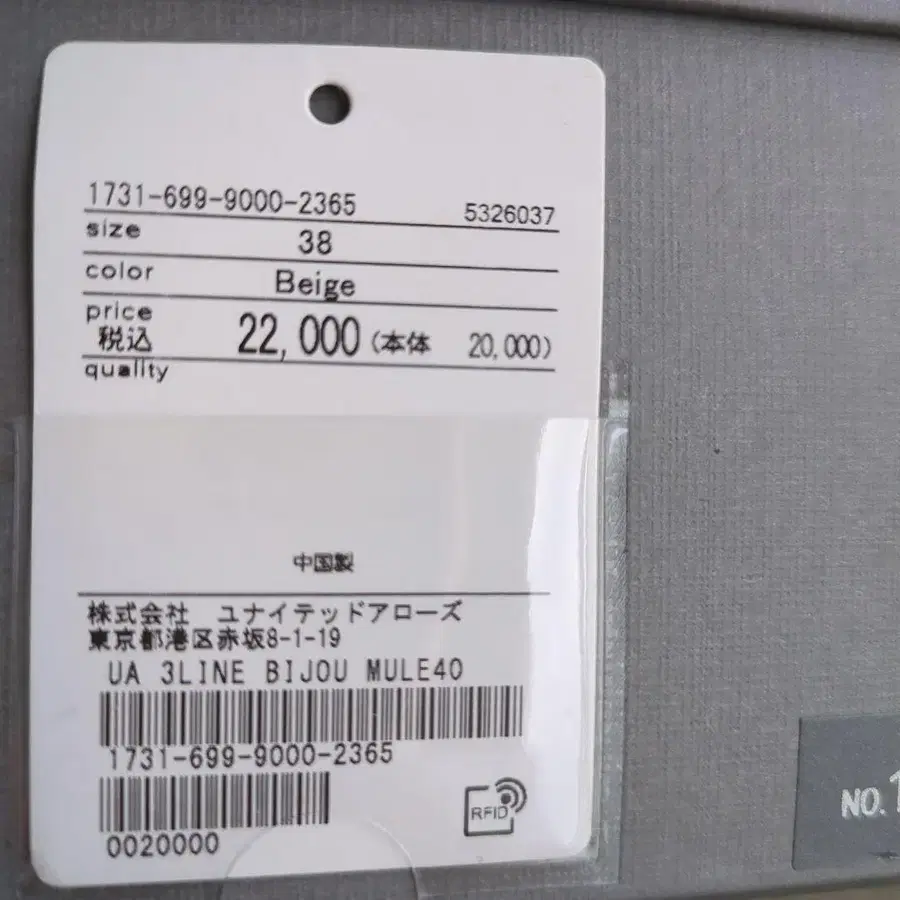 1731-699-9000-2365 5326037
size 38
color Beige
price
税込 22,000 (本体 20,000)
quality
中国製
株式会社 ユナイテッドアローズ
東京都港区赤坂8-1-19
UA 3LINE BIJOU MULE40
1731-699-9000-2365
RFID
0020000
NO.1